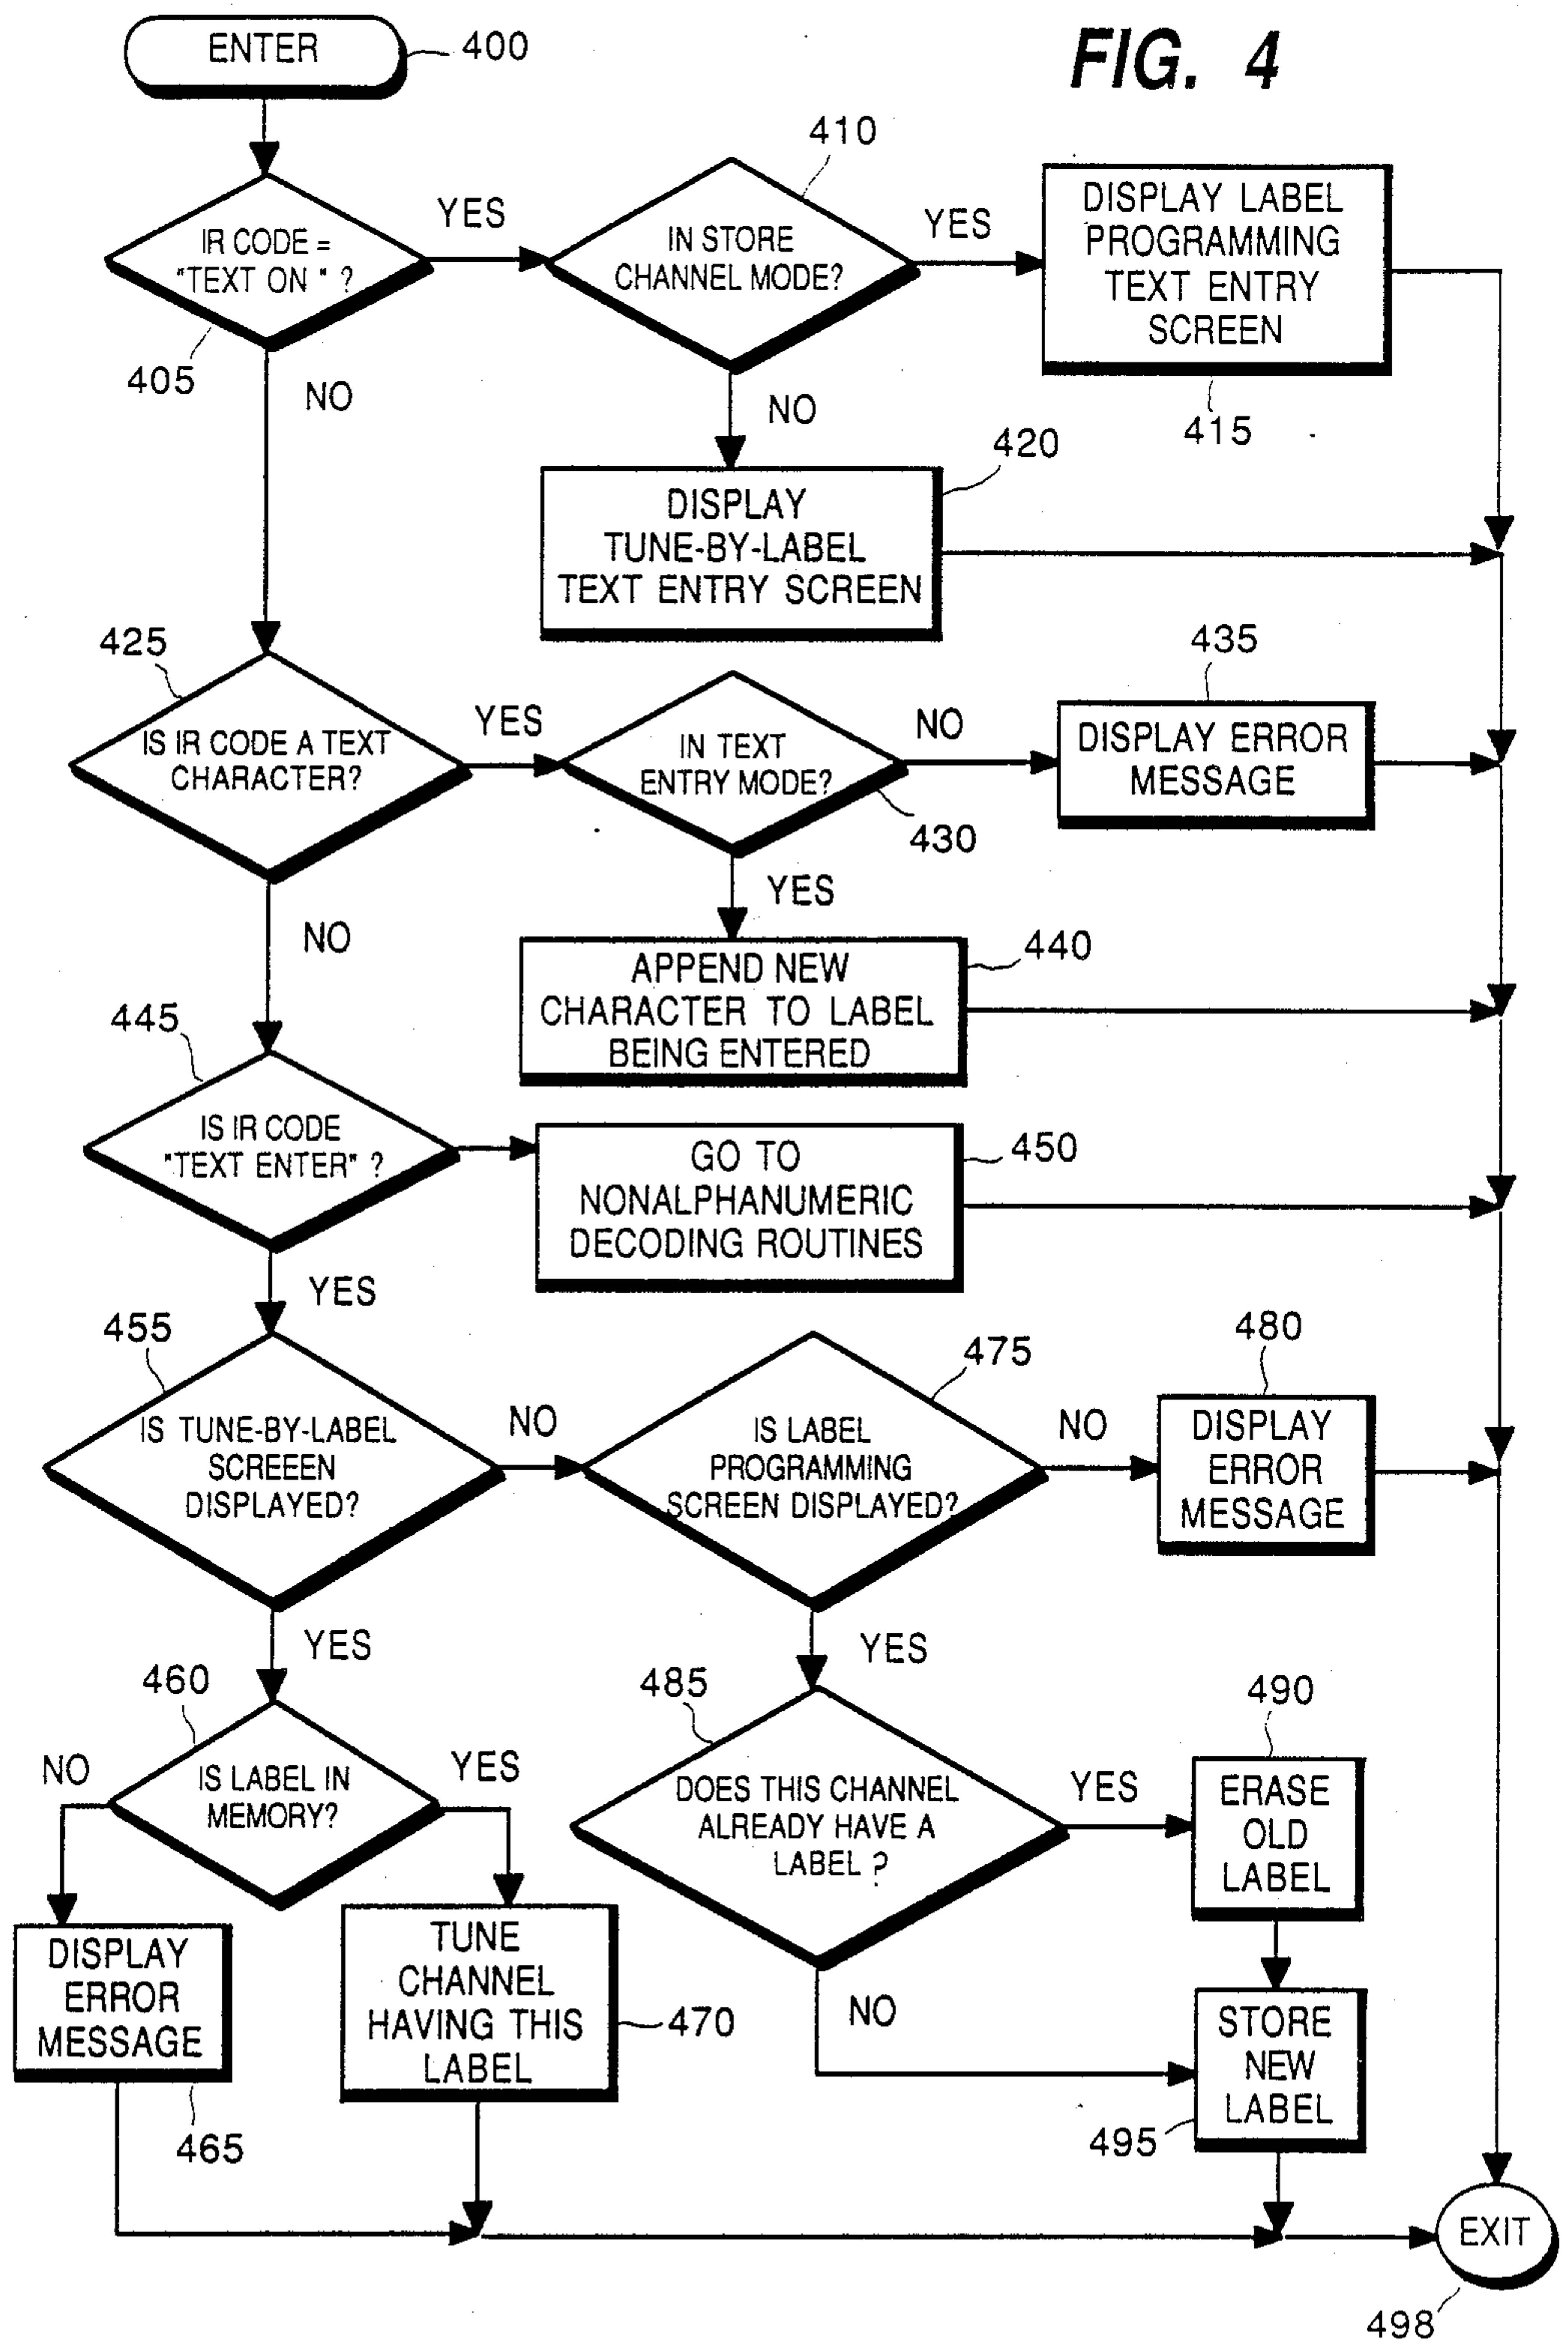 FIG. 4
ENTER
400
IR CODE =
"TEXT ON" ?
405
YES
NO
410
IN STORE
CHANNEL MODE?
YES
NO
DISPLAY LABEL
PROGRAMMING
TEXT ENTRY
SCREEN
415
420
DISPLAY
TUNE-BY-LABEL
TEXT ENTRY SCREEN
425
IS IR CODE A TEXT
CHARACTER?
YES
NO
IN TEXT
ENTRY MODE?
430
NO
YES
435
DISPLAY ERROR
MESSAGE
440
APPEND NEW
CHARACTER TO LABEL
BEING ENTERED
445
IS IR CODE
"TEXT ENTER" ?
YES
450
GO TO
NONALPHANUMERIC
DECODING ROUTINES
455
IS TUNE-BY-LABEL
SCREEEN
DISPLAYED?
NO
YES
475
IS LABEL
PROGRAMMING
SCREEN DISPLAYED?
NO
YES
480
DISPLAY
ERROR
MESSAGE
460
IS LABEL IN
MEMORY?
NO
YES
DISPLAY
ERROR
MESSAGE
465
TUNE
CHANNEL
HAVING THIS
LABEL
470
485
DOES THIS CHANNEL
ALREADY HAVE A
LABEL ?
YES
NO
490
ERASE
OLD
LABEL
STORE
NEW
LABEL
495
EXIT
498